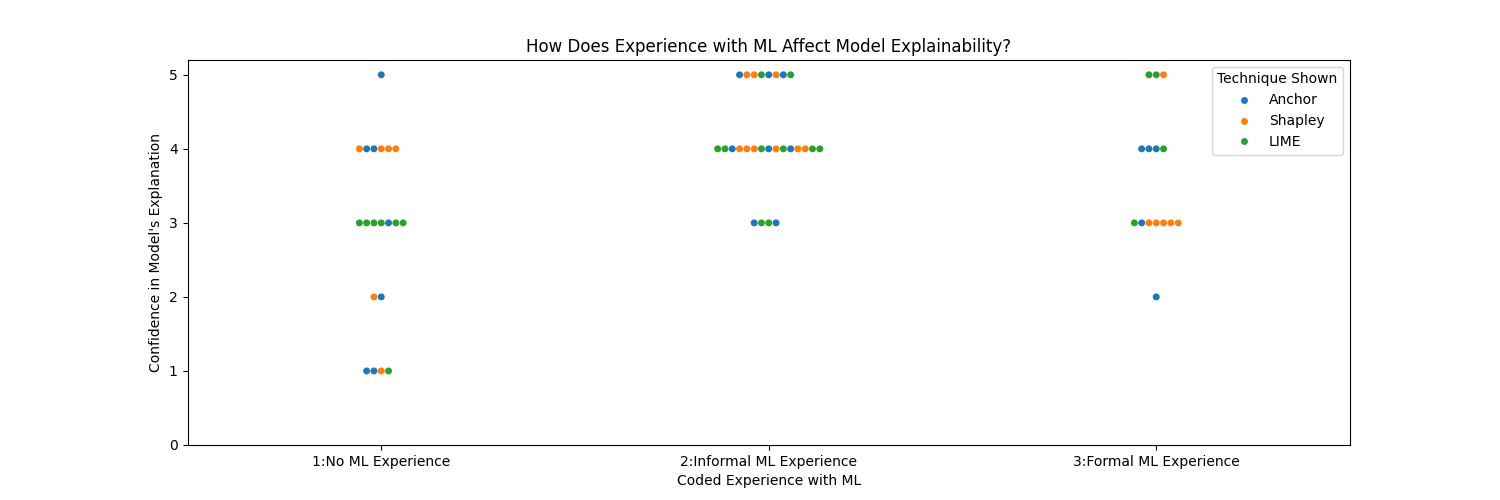 How Does Experience with ML Affect Model Explainability?
Confidence in Model's Explanation
5
4
3
2
1
0
Technique Shown
Anchor
Shapley
LIME
1:No ML Experience
2:Informal ML Experience
3:Formal ML Experience
Coded Experience with ML